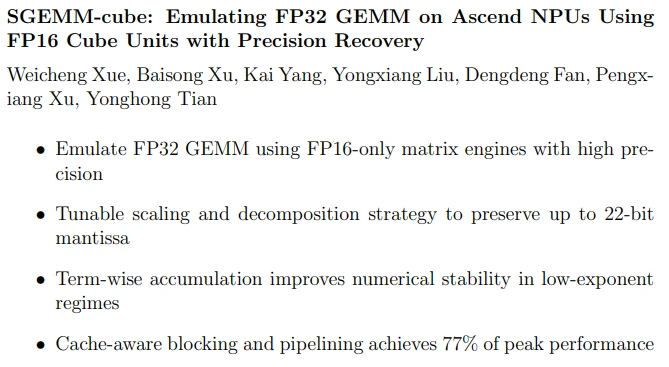 SGEMM-cube: Emulating FP32 GEMM on Ascend NPUs Using
FP16 Cube Units with Precision Recovery
Weicheng Xue, Baisong Xu, Kai Yang, Yongxiang Liu, Dengdeng Fan, Pengx-
iang Xu, Yonghong Tian
• Emulate FP32 GEMM using FP16-only matrix engines with high pre-
cision
• Tunable scaling and decomposition strategy to preserve up to 22-bit
mantissa
• Term-wise accumulation improves numerical stability in low-exponent
regimes
• Cache-aware blocking and pipelining achieves 77% of peak performance